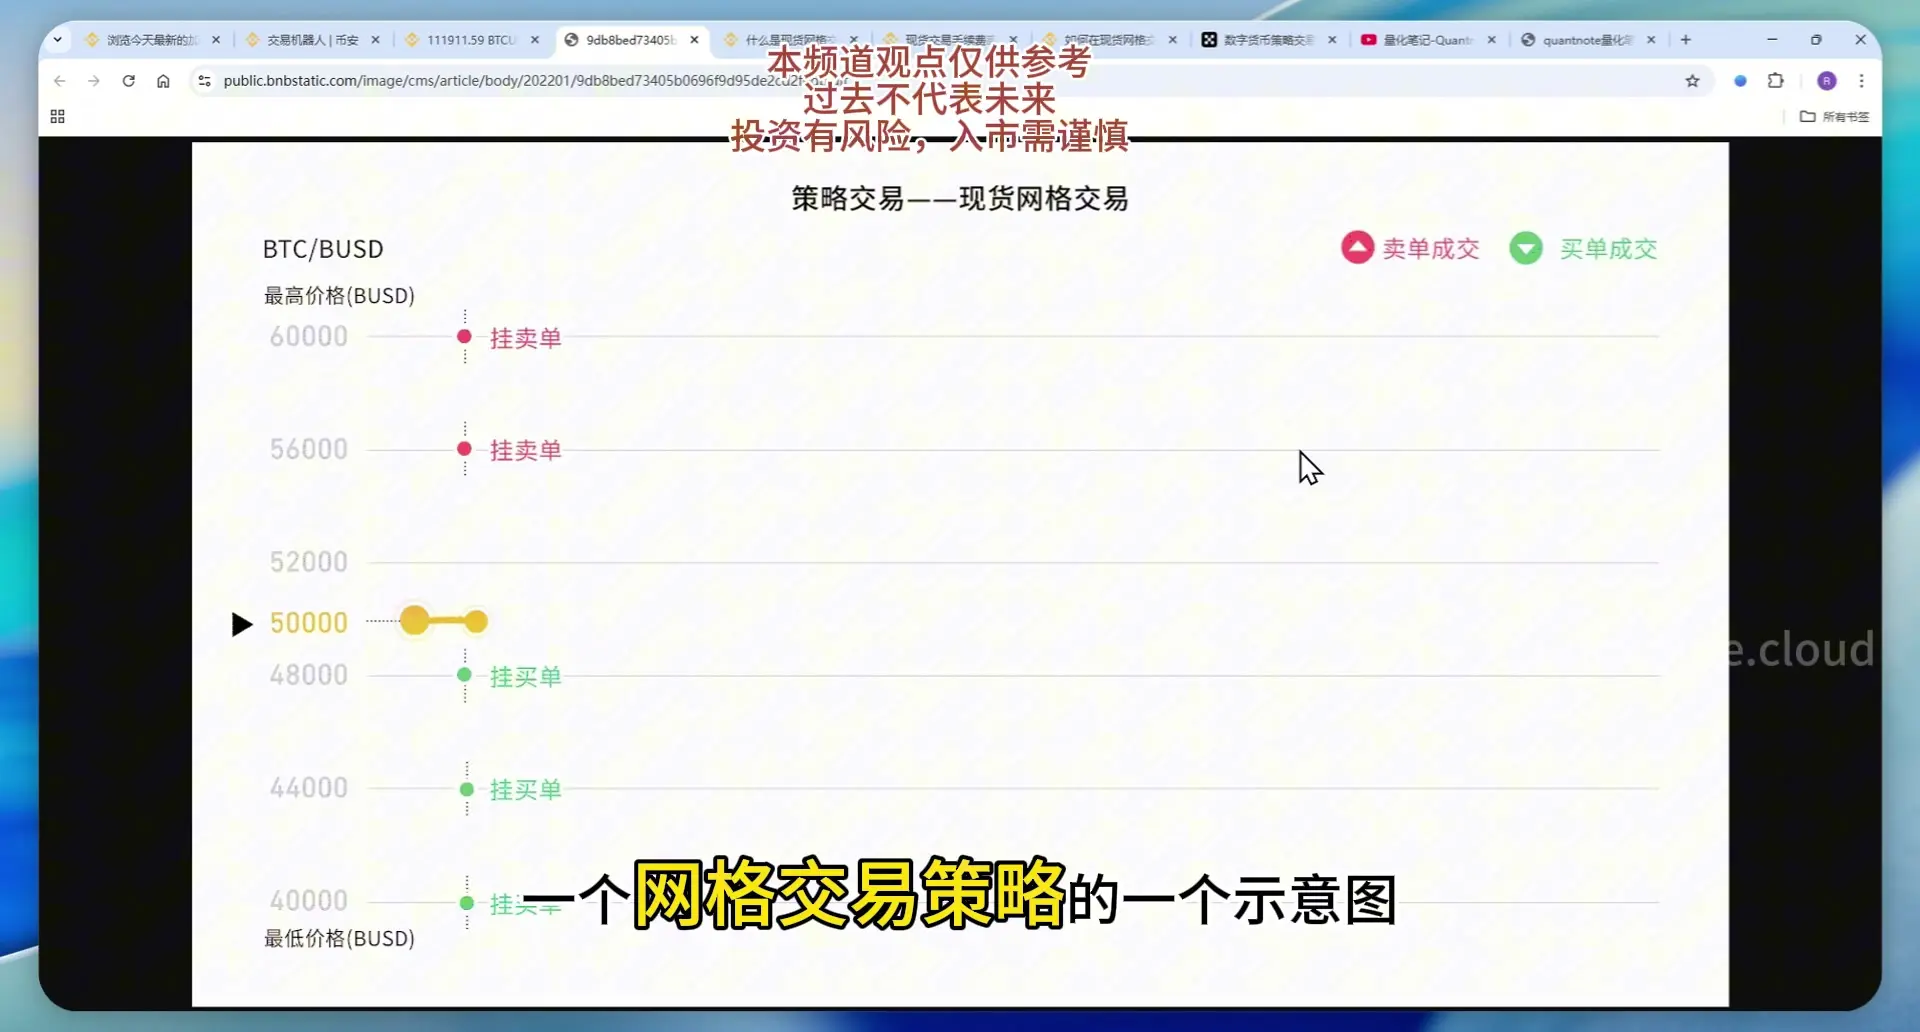 浏览今天最新的加
交易机器人 | 币安
111911.59 BTCU
9db8bed73405b
什么是现货网格交
现货交易手续费
如何在现货网格交
数字货币策略交易
量化笔记-Quant
quantnote量化笔
public.bnbstatic.com/image/cms/article/body/202201/9db8bed73405b0696f9d95de2cd2f
所有书签
本频道观点仅供参考
过去不代表未来
投资有风险，入市需谨慎
策略交易——现货网格交易
BTC/BUSD
卖单成交
买单成交
最高价格(BUSD)
60000 挂卖单
56000 挂卖单
52000
50000
48000 挂买单
e.cloud
44000 挂买单
40000 挂买单
一个网格交易策略的一个示意图
最低价格(BUSD)